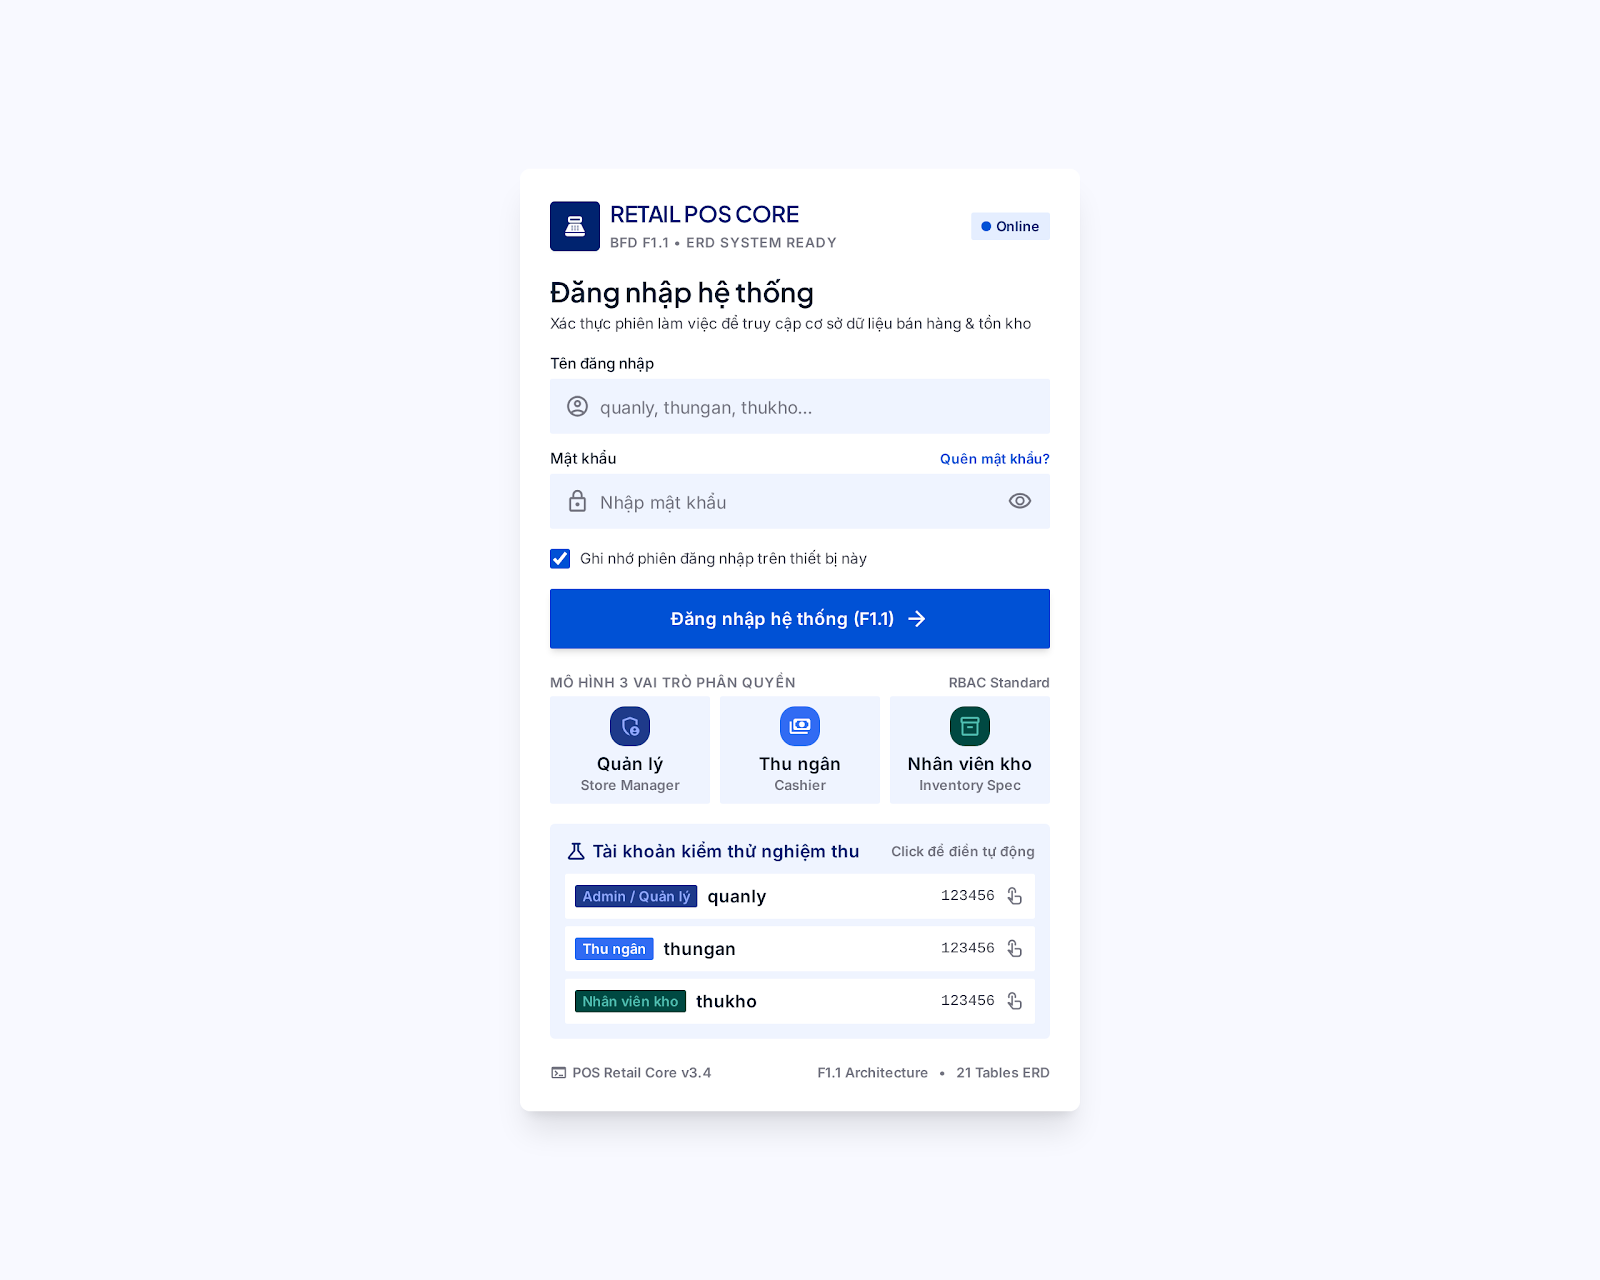 RETAIL POS CORE
BFD F1.1 • ERD SYSTEM READY
Online
Đăng nhập hệ thống
Xác thực phiên làm việc để truy cập cơ sở dữ liệu bán hàng & tồn kho
Tên đăng nhập
quanly, thungan, thukho...
Mật khẩu
Quên mật khẩu?
Nhập mật khẩu
Ghi nhớ phiên đăng nhập trên thiết bị này
Đăng nhập hệ thống (F1.1)
MÔ HÌNH 3 VAI TRÒ PHÂN QUYỀN
RBAC Standard
Quản lý
Store Manager
Thu ngân
Cashier
Nhân viên kho
Inventory Spec
Tài khoản kiểm thử nghiệm thu
Click để điền tự động
Admin / Quản lý quanly 123456
Thu ngân thungan 123456
Nhân viên kho thukho 123456
POS Retail Core v3.4
F1.1 Architecture • 21 Tables ERD